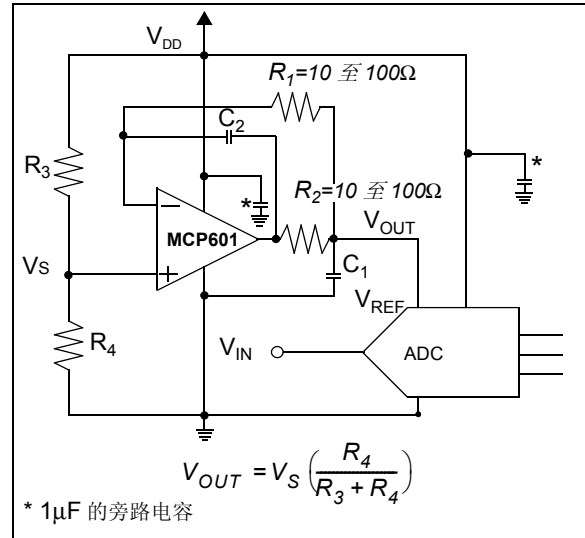 V_DD
R_1=10 至 100Ω
C_2
R_3
*
*
R_2=10 至 100Ω
MCP601
V_OUT
V_S
C_1
V_REF
R_4
V_IN
ADC
V_OUT = V_S (R_4 / (R_3 + R_4))
* 1μF 的旁路电容